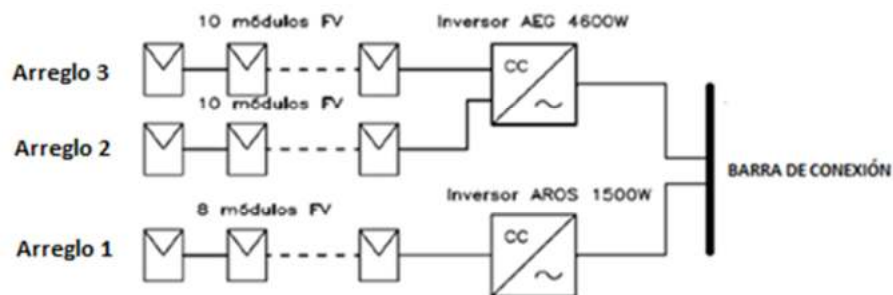 10 módulos FV
Inversor AEG 4600W
Arreglo 3
CC
10 módulos FV
Arreglo 2
BARRA DE CONEXIÓN
8 módulos FV
Inversor AROS 1500W
Arreglo 1
CC